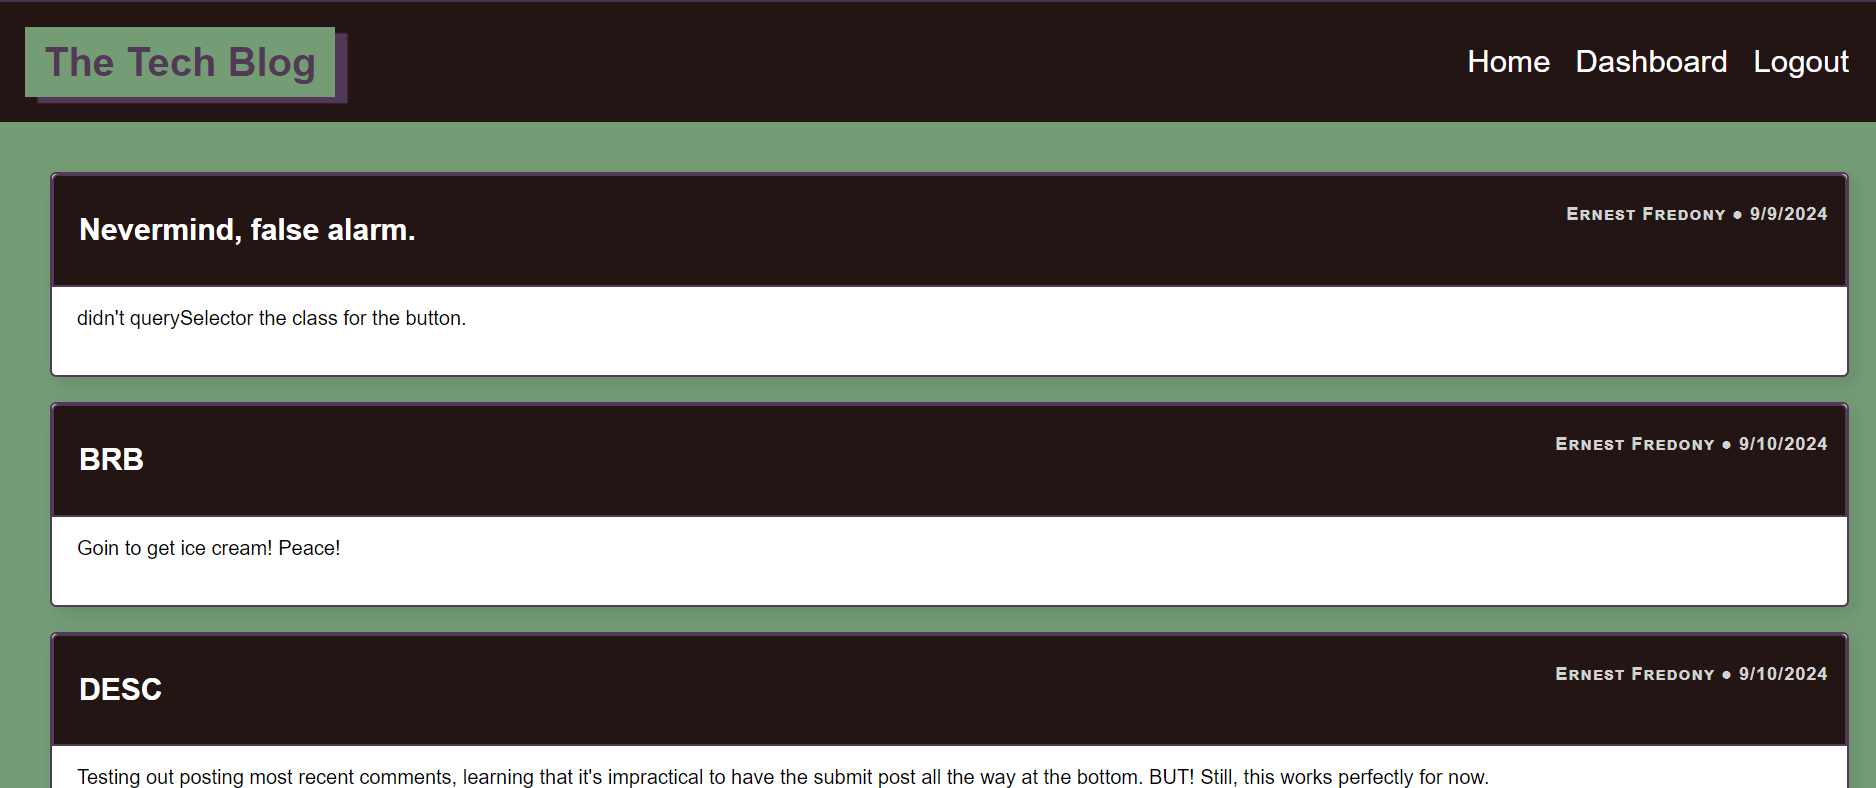 The Tech Blog
Home Dashboard Logout
Nevermind, false alarm.
Ernest Fredony ● 9/9/2024
didn't querySelector the class for the button.
BRB
Ernest Fredony ● 9/10/2024
Goin to get ice cream! Peace!
DESC
Ernest Fredony ● 9/10/2024
Testing out posting most recent comments, learning that it's impractical to have the submit post all the way at the bottom. BUT! Still, this works perfectly for now.